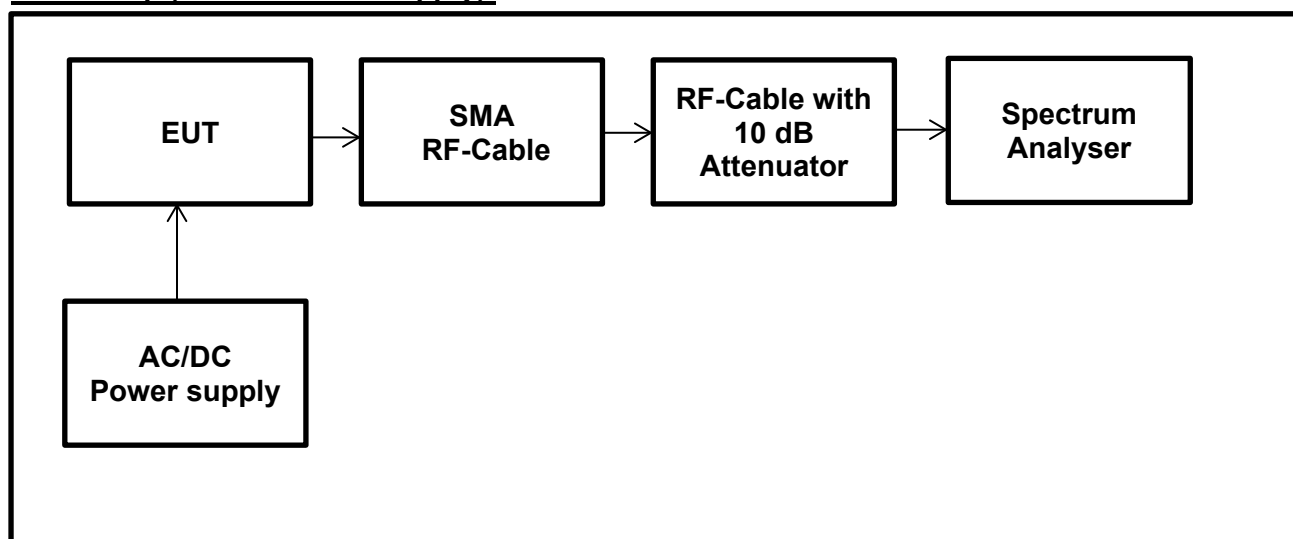 EUT
SMA
RF-Cable
RF-Cable with
10 dB
Attenuator
Spectrum
Analyser
AC/DC
Power supply